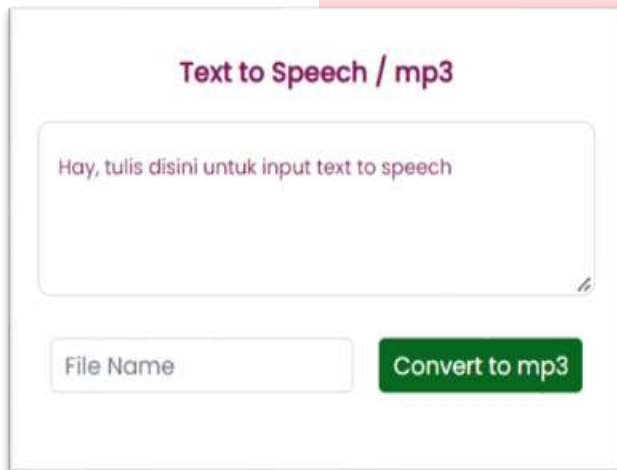 Text to Speech / mp3
Hay, tulis disini untuk input text to speech
File Name
Convert to mp3